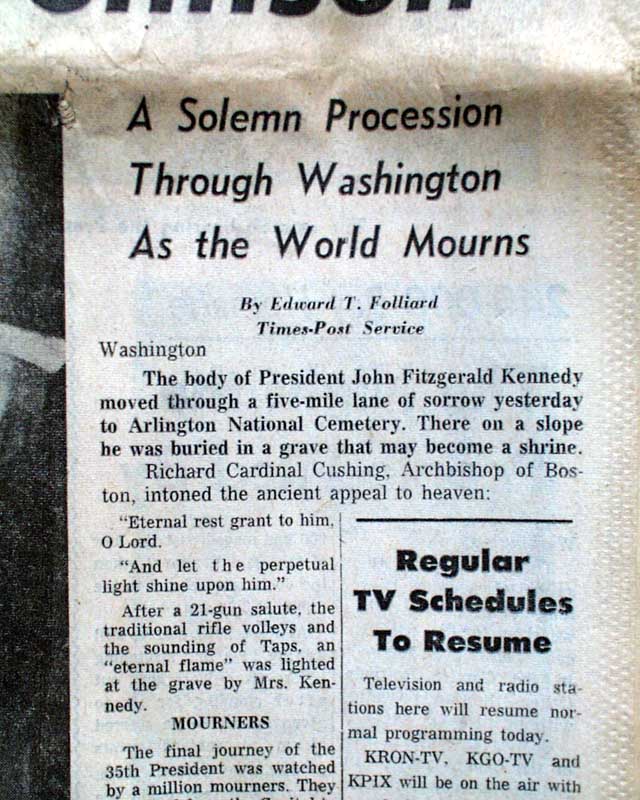 A Solemn Procession
Through Washington
As the World Mourns
By Edward T. Folliard
Times-Post Service
Washington
The body of President John Fitzgerald Kennedy
moved through a five-mile lane of sorrow yesterday
to Arlington National Cemetery. There on a slope
he was buried in a grave that may become a shrine.
Richard Cardinal Cushing, Archbishop of Bos-
ton, intoned the ancient appeal to heaven:
"Eternal rest grant to him,
O Lord.
"And let the perpetual
light shine upon him."
After a 21-gun salute, the
traditional rifle volleys and
the sounding of Taps, an
"eternal flame" was lighted
at the grave by Mrs. Ken-
nedy.
MOURNERS
The final journey of the
35th President was watched
by a million mourners. They
Regular
TV Schedules
To Resume
Television and radio sta-
tions here will resume nor-
mal programming today.
KRON-TV, KGO-TV and
KPIX will be on the air with